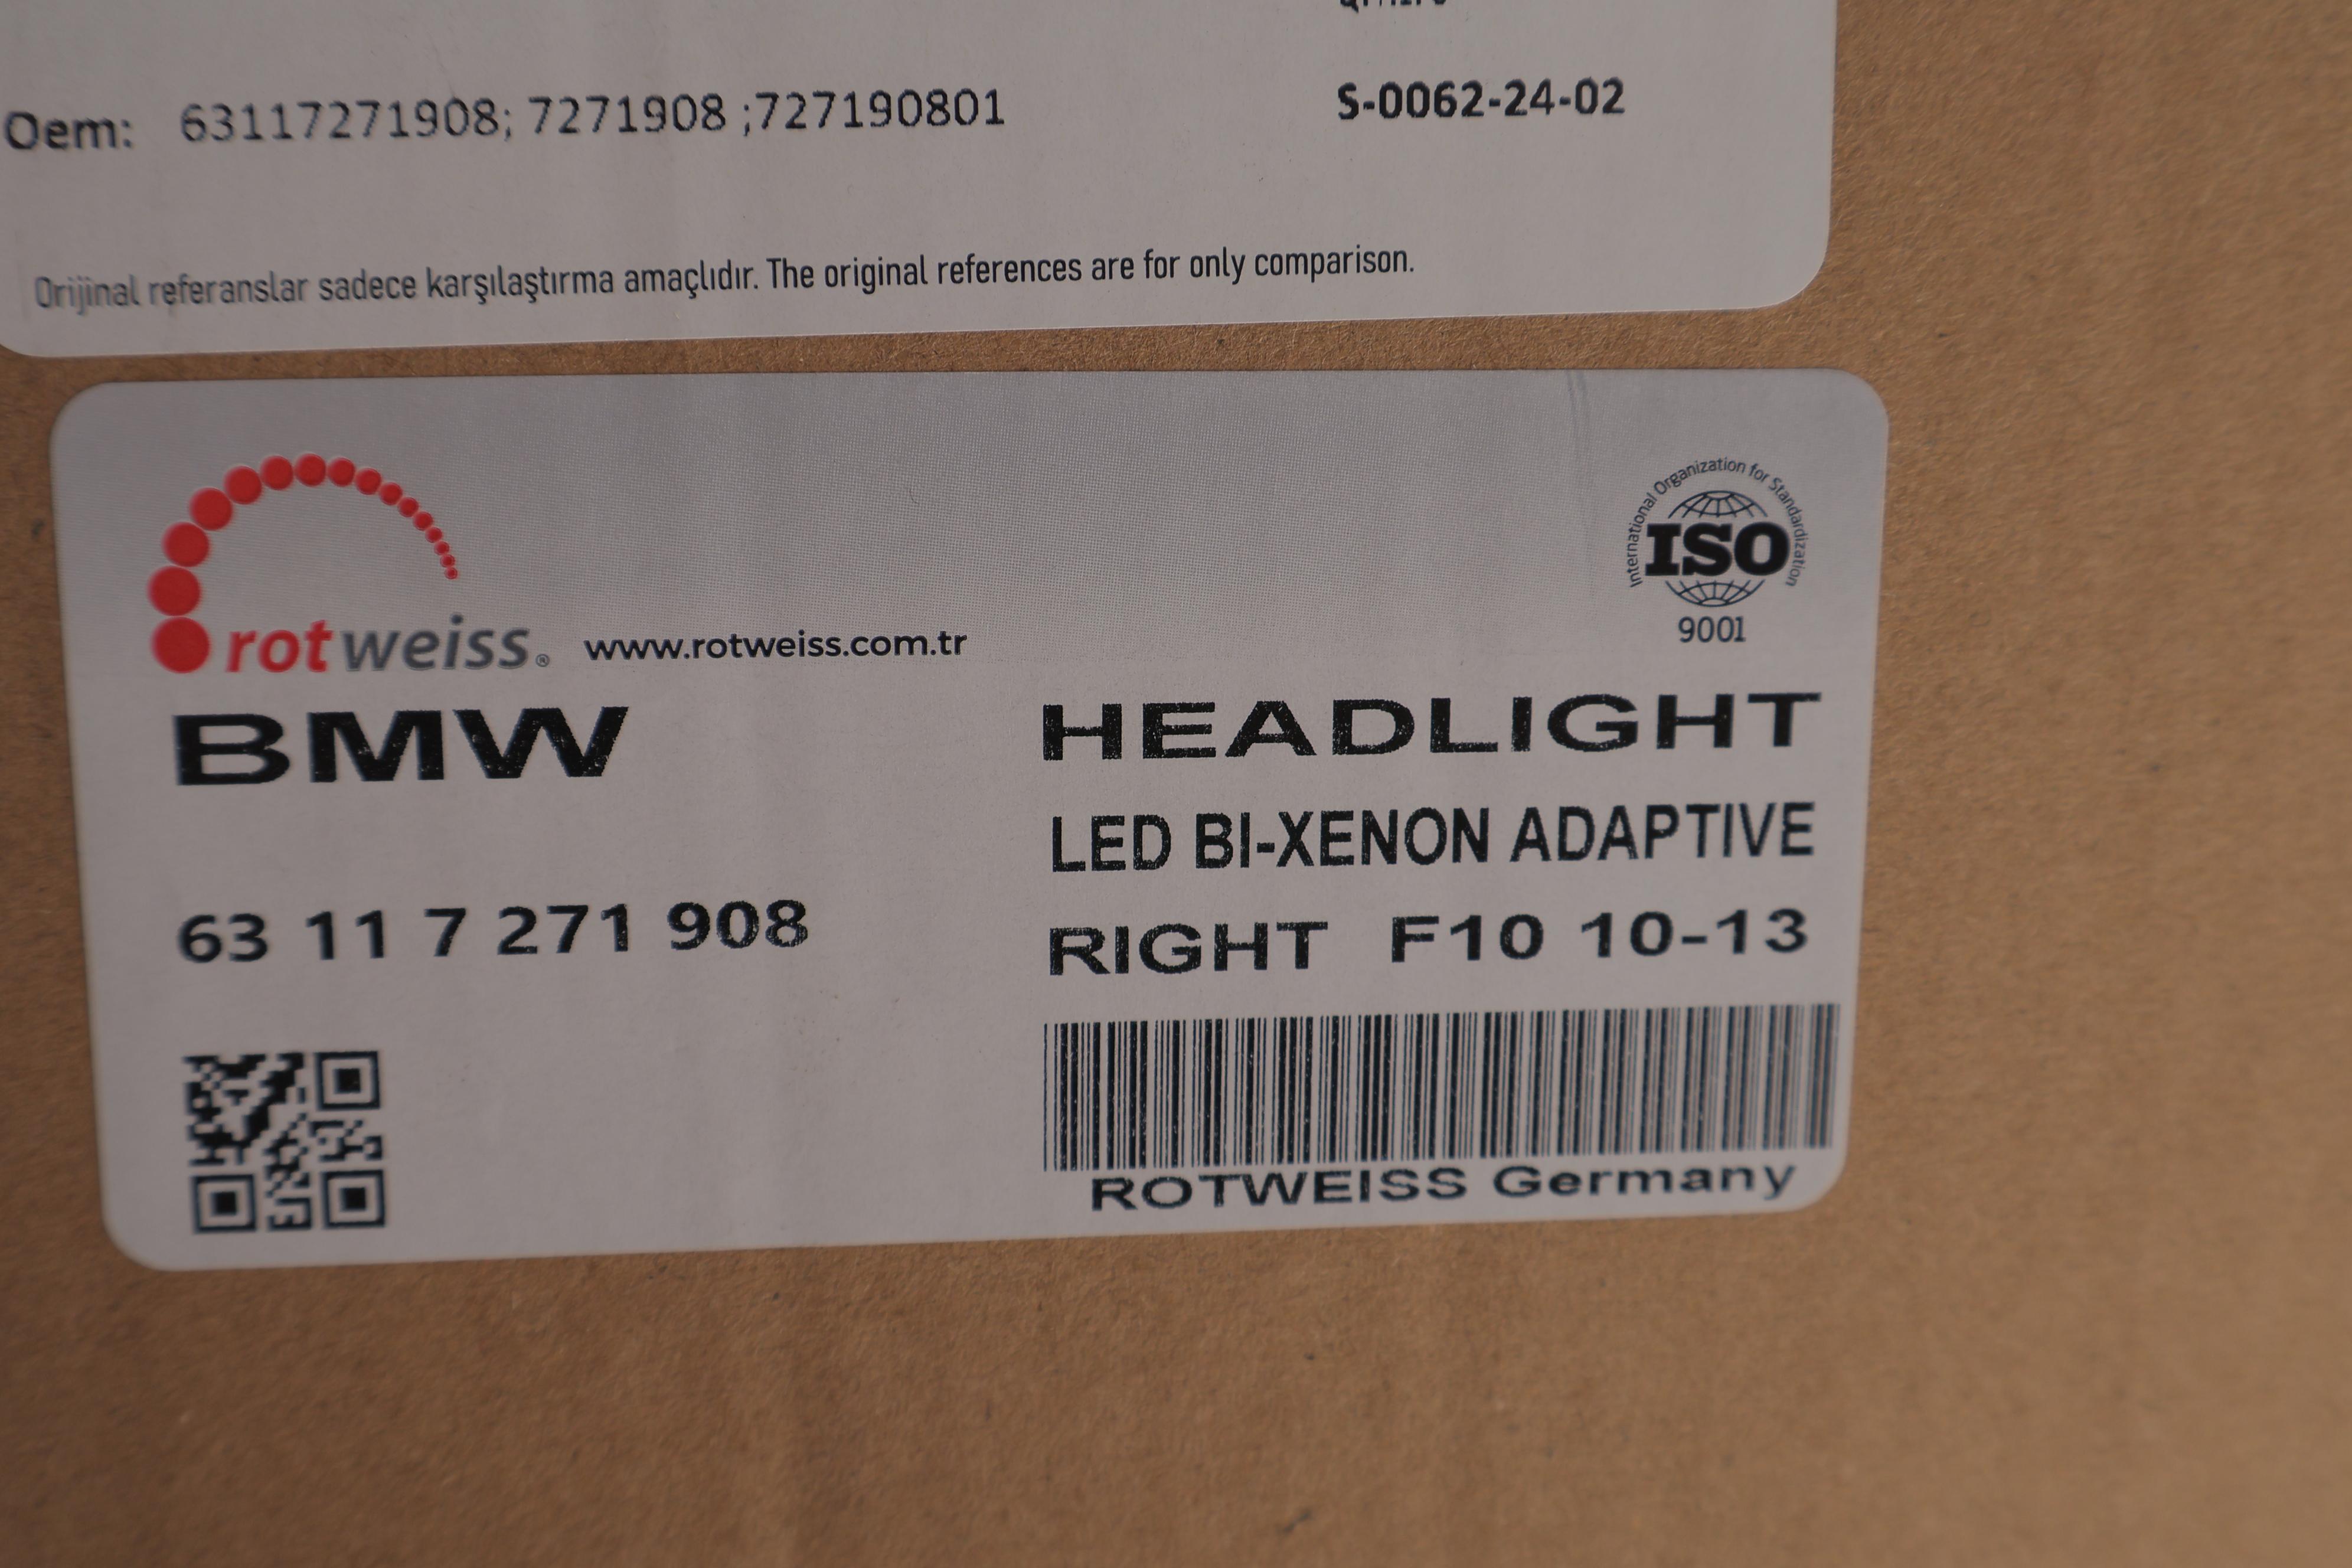 Oem: 63117271908; 7271908 ;727190801
S-0062-24-02
Orijinal referanslar sadece karşılaştırma amaçlıdır. The original references are for only comparison.
International Organization for Standardization
ISO
9001
rotweiss® www.rotweiss.com.tr
BMW
HEADLIGHT
LED BI-XENON ADAPTIVE
63 11 7 271 908
RIGHT F10 10-13
ROTWEISS Germany